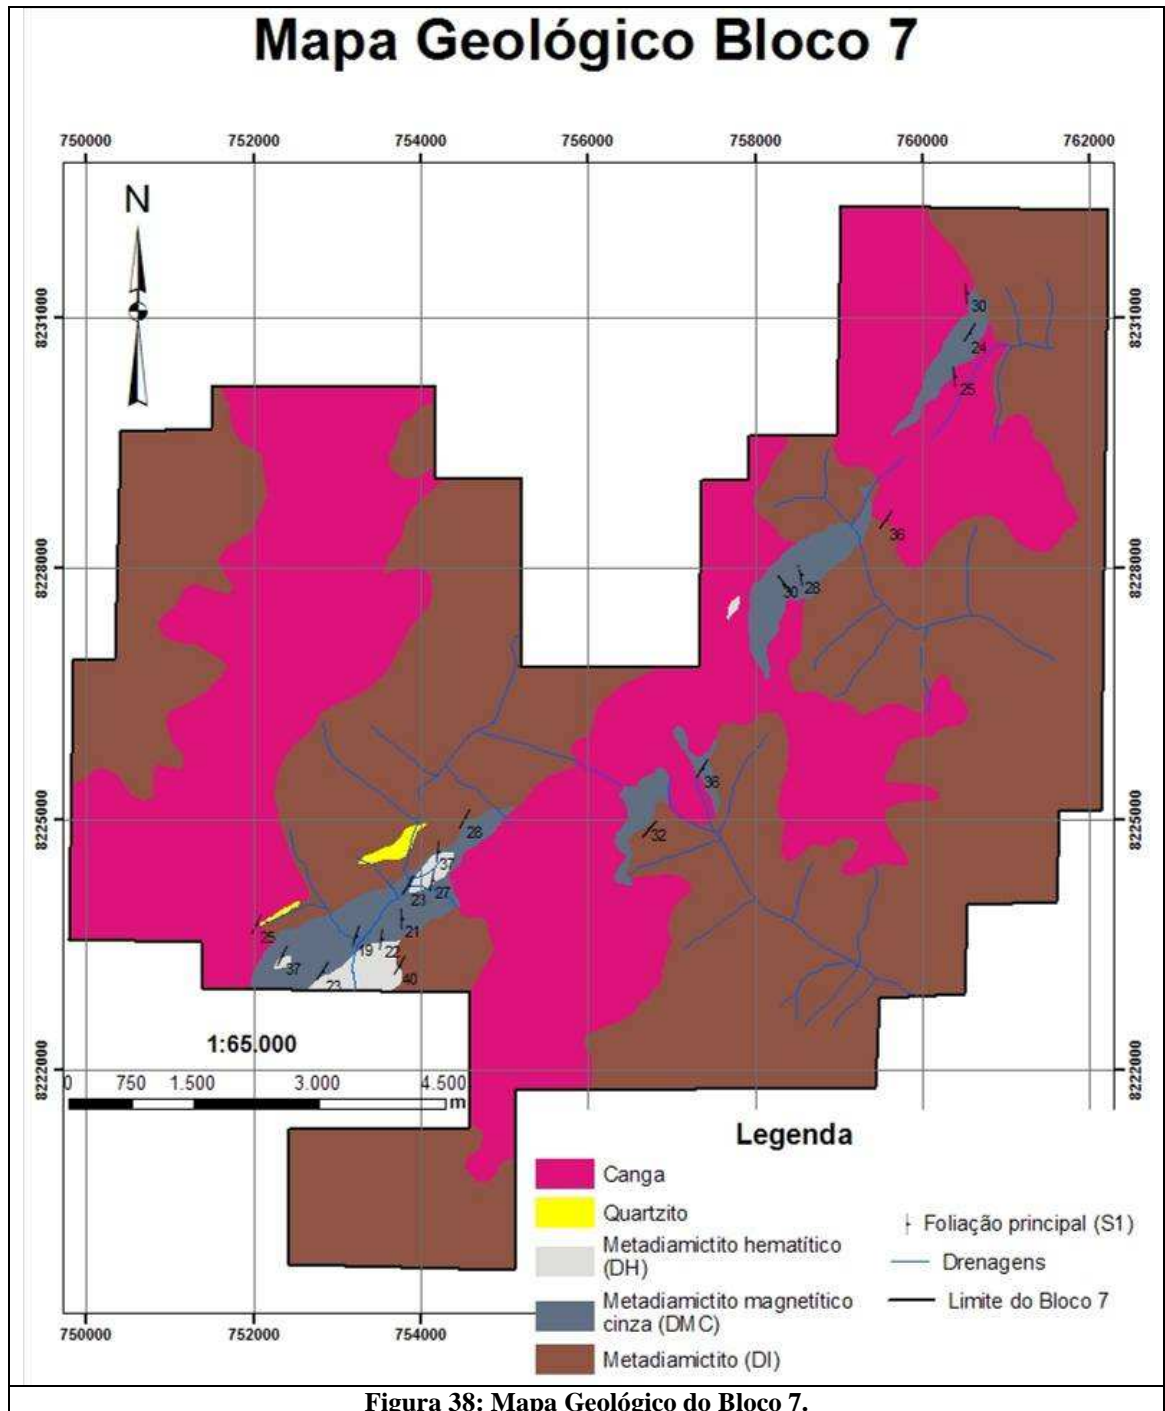 Mapa Geológico Bloco 7
750000 752000 754000 756000 758000 760000 762000
N
8231000 8231000
30
24
25
36
8228000 8228000
30 28
36
8225000 8225000
28 32
37
23 27
25 21
19 22
37 23 40
1:65.000
8222000 8222000
0 750 1.500 3.000 4.500
m
Legenda
Canga
Quartzito
Metadiamictito hematítico
(DH)
Metadiamictito magnetítico
cinza (DMC)
Metadiamictito (DI)
Foliação principal (S1)
Drenagens
Limite do Bloco 7
750000 752000 754000
Figura 38: Mapa Geológico do Bloco 7.